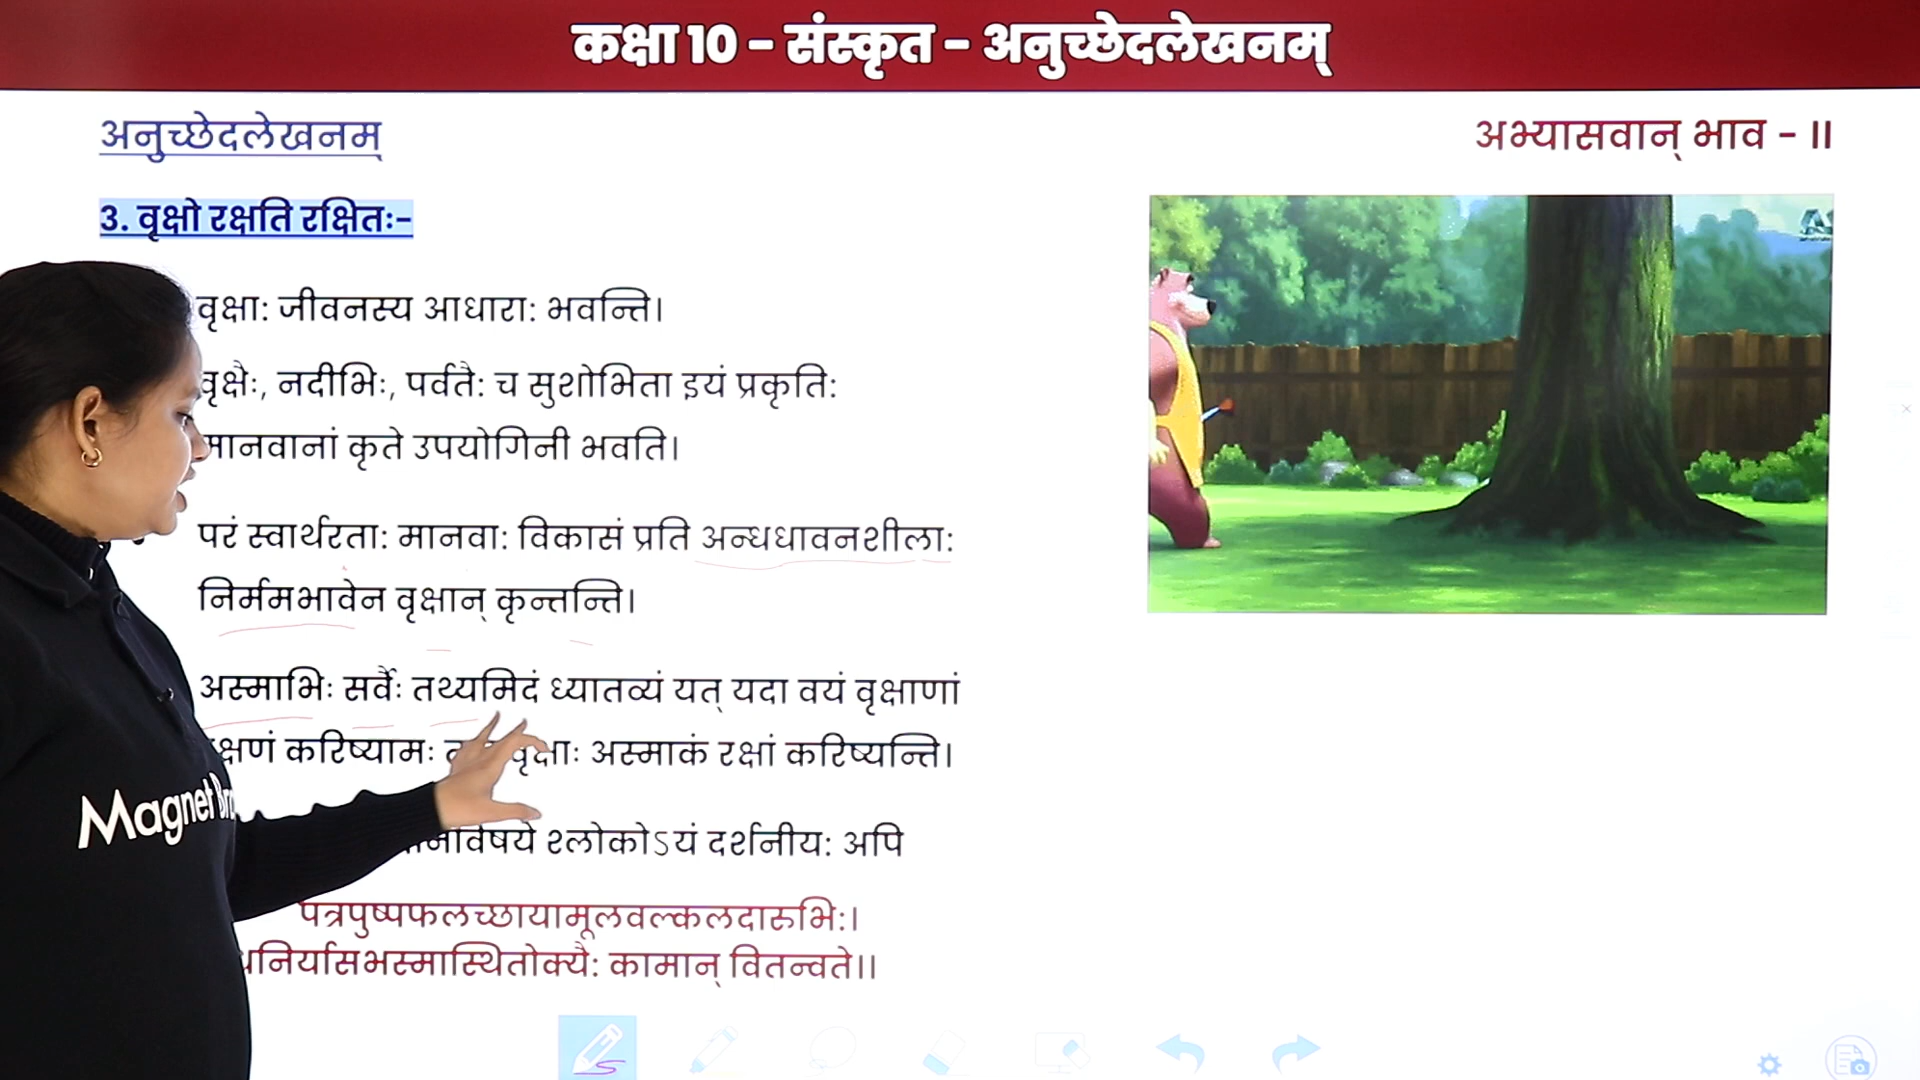 कक्षा 10 - संस्कृत - अनुच्छेदलेखनम्
अनुच्छेदलेखनम्
अभ्यासवान् भाव - II
3. वृक्षो रक्षति रक्षितः-
वृक्षाः जीवनस्य आधाराः भवन्ति।
वृक्षैः, नदीभिः, पर्वतैः च सुशोभिता इयं प्रकृतिः
मानवानां कृते उपयोगिनी भवति।
परं स्वार्थरताः मानवाः विकासं प्रति अन्धधावनशीलाः
निर्ममभावेन वृक्षान् कृन्तन्ति।
अस्माभिः सर्वैः तथ्यमिदं ध्यातव्यं यत् यदा वयं वृक्षाणां
करिष्यामः वृक्षाः अस्माकं रक्षां करिष्यन्ति।
श्लोकोऽयं दर्शनीयः अपि
पत्रपुष्पफलच्छायामूलवल्कलदारुभिः।
कामान् वितन्वते।।
Magnet